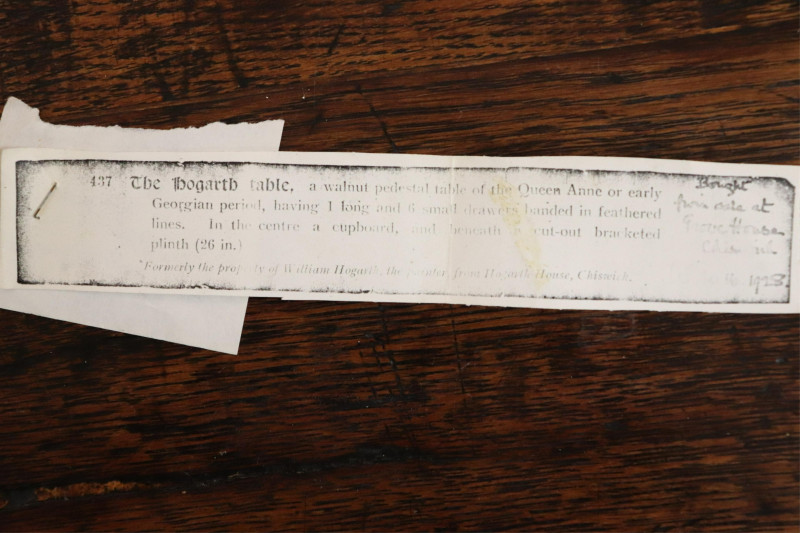 437 The Hogarth table, a walnut pedestal table of the Queen Anne or early
Georgian period, having 1 long and 6 small drawers banded in feathered
lines. In the centre a cupboard, and beneath cut-out bracketed
plinth (26 in.)
Formerly the property of William Hogarth, the painter, from Hogarth House, Chiswick.
Bought
from sale at
Grove House
1928.